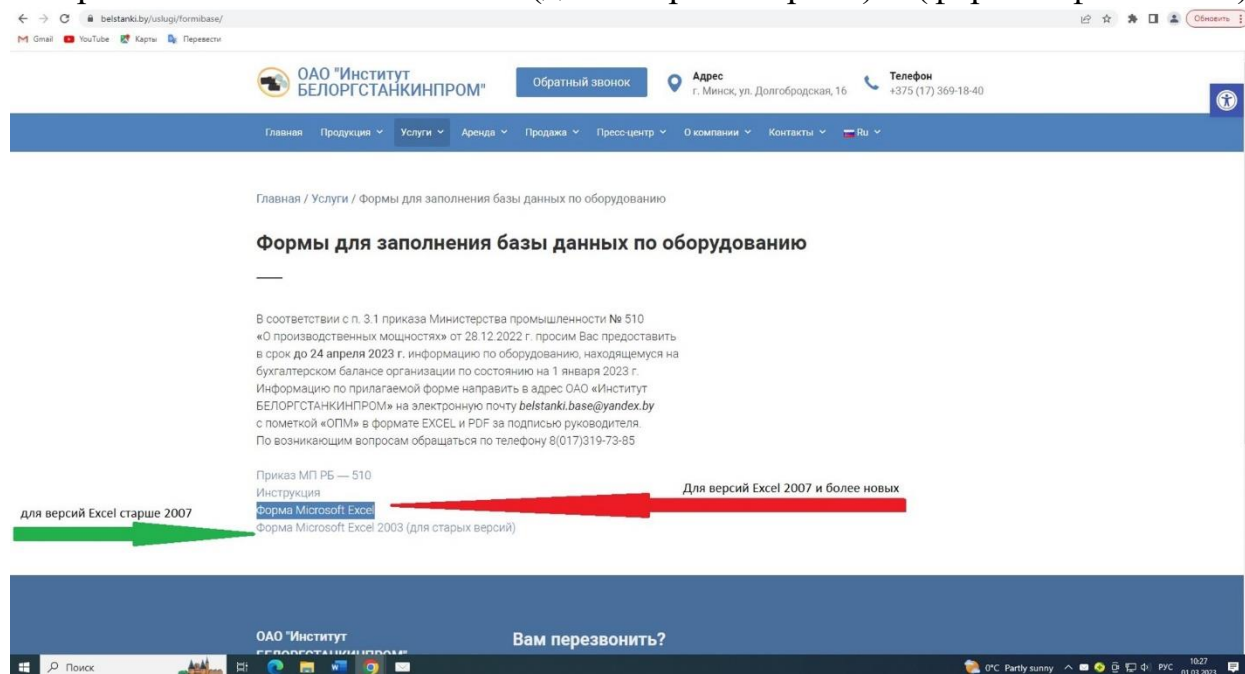 belstanki.by/uslugi/formibase/
Обновить
Gmail YouTube Карты Перевести
ОАО "Институт
БЕЛОРГСТАНКИНПРОМ"
Обратный звонок
Адрес
г. Минск, ул. Долгобродская, 16
Телефон
+375 (17) 369-18-40
Главная Продукция Услуги Аренда Продажа Пресс-центр О компании Контакты Ru
Главная / Услуги / Формы для заполнения базы данных по оборудованию
Формы для заполнения базы данных по оборудованию
В соответствии с п. 3.1 приказа Министерства промышленности № 510
«О производственных мощностях» от 28.12.2022 г. просим Вас предоставить
в срок до 24 апреля 2023 г. информацию по оборудованию, находящемуся на
бухгалтерском балансе организации по состоянию на 1 января 2023 г.
Информацию по прилагаемой форме направить в адрес ОАО «Институт
БЕЛОРГСТАНКИНПРОМ» на электронную почту belstanki.base@yandex.by
с пометкой «ОПМ» в формате EXCEL и PDF за подписью руководителя.
По возникающим вопросам обращаться по телефону 8(017)319-73-85
Приказ МП РБ — 510
Инструкция
Для версий Excel 2007 и более новых
Форма Microsoft Excel
для версий Excel старше 2007
Форма Microsoft Excel 2003 (для старых версий)
ОАО "Институт
БЕЛОРГСТАНКИНПРОМ"
Вам перезвонить?
Поиск
0°C Partly sunny
РУС
10:27
01.03.2023